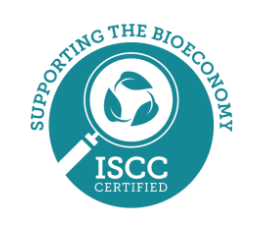 SUPPORTING THE BIOECONOMY
ISCC
CERTIFIED